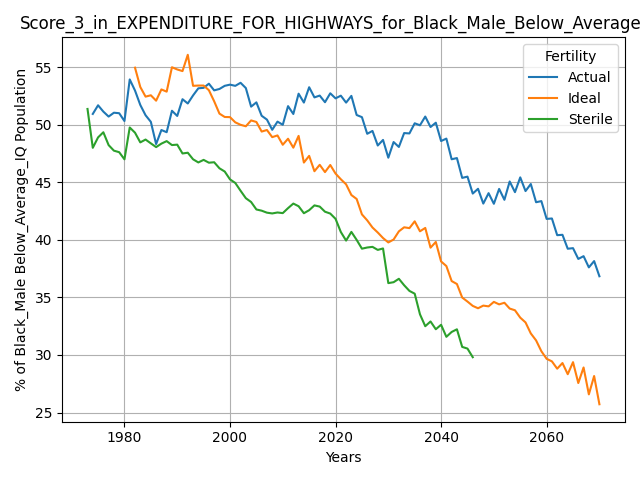 Score_3_in_EXPENDITURE_FOR_HIGHWAYS_for_Black_Male_Below_Average
% of Black_Male Below_Average_IQ Population
55
50
45
40
35
30
25
Fertility
Actual
Ideal
Sterile
1980
2000
2020
2040
2060
Years